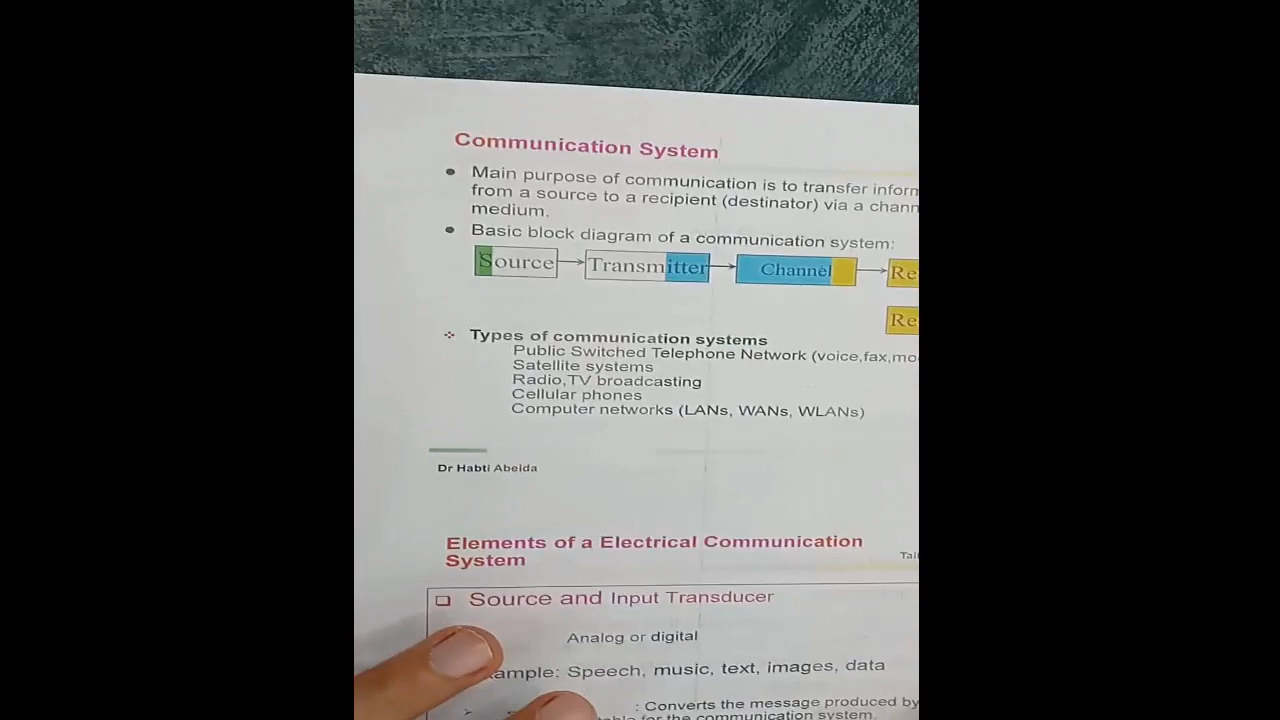 Communication System
Main purpose of communication is to transfer
from a source to a recipient (destinator) via a
medium.
Basic block diagram of a communication system:
Source Transmitter Channel Re
Re
Types of communication systems
Public Switched Telephone Network (voice,fax,mo
Satellite systems
Radio,TV broadcasting
Cellular phones
Computer networks (LANs, WANs, WLANs)
Dr Habti Abeida
Elements of a Electrical Communication
System
Source and Input Transducer
Analog or digital
ample: Speech, music, text, images, data
: Converts the message produced by
for the communication system.